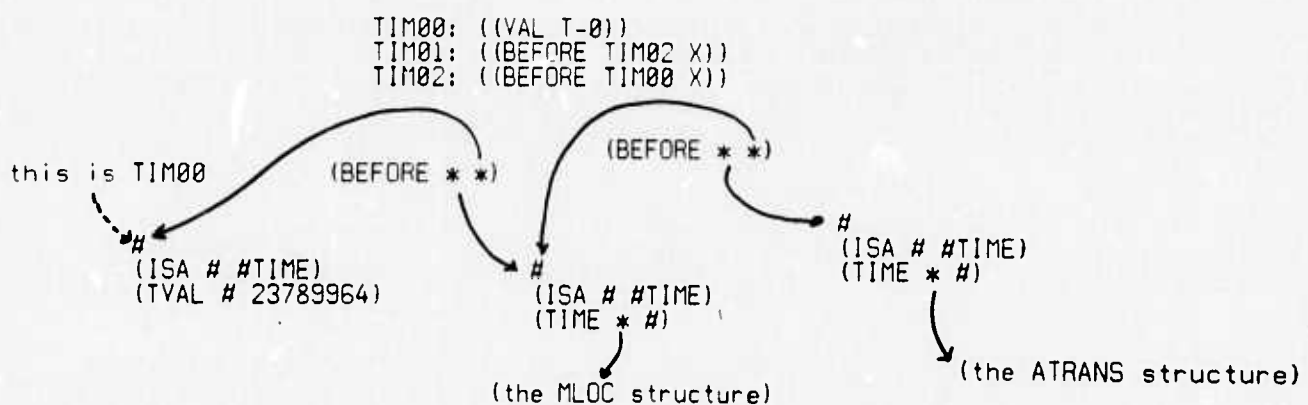 TIM00: ((VAL T-0))
TIM01: ((BEFORE TIM02 X))
TIM02: ((BEFORE TIM00 X))
this is TIM00
(BEFORE * *)
(BEFORE * *)
#
(ISA # #TIME)
(TVAL # 23789964)
#
(ISA # #TIME)
(TIME * #)
#
(ISA # #TIME)
(TIME * #)
(the MLOC structure)
(the ATRANS structure)